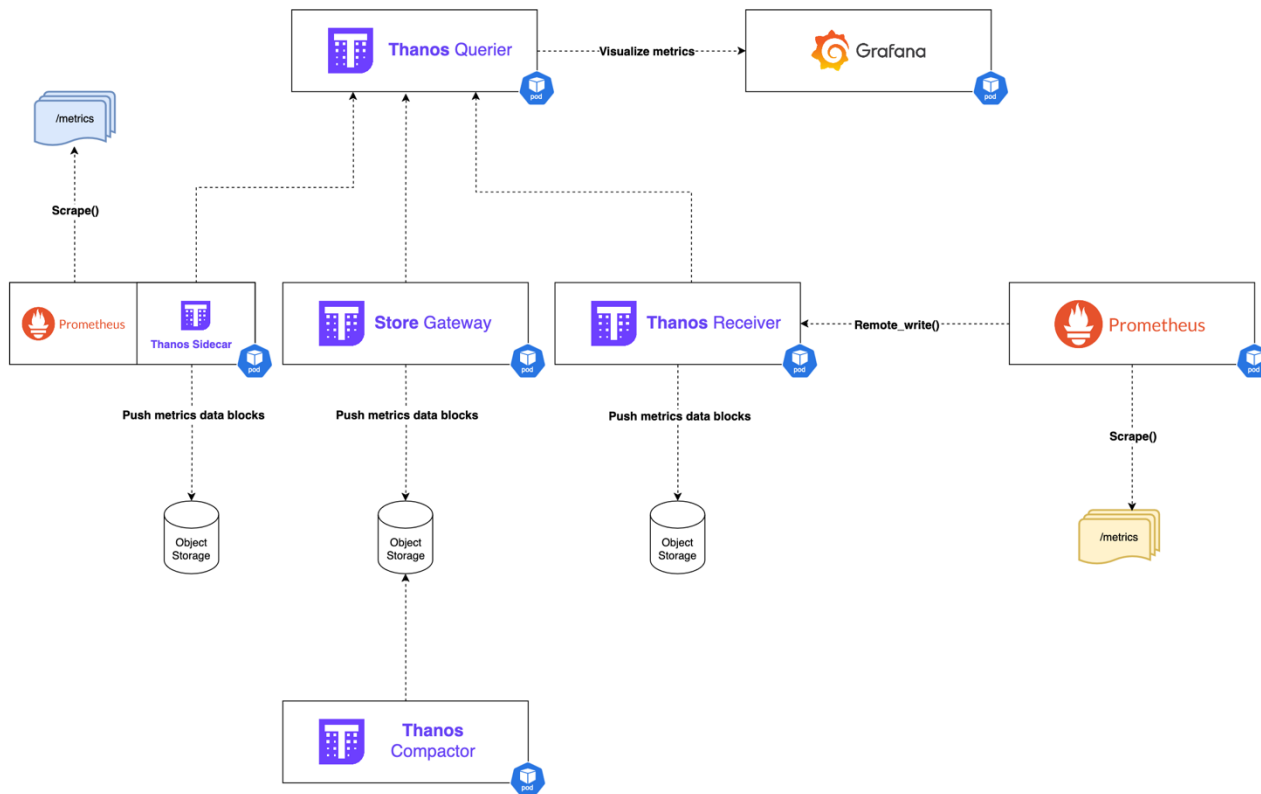 Thanos Querier
pod
Visualize metrics
Grafana
pod
/metrics
Scrape()
Prometheus
Thanos Sidecar
pod
Store Gateway
pod
Thanos Receiver
pod
Remote_write()
Prometheus
pod
Push metrics data blocks
Push metrics data blocks
Push metrics data blocks
Scrape()
Object
Storage
Object
Storage
Object
Storage
/metrics
Thanos
Compactor
pod